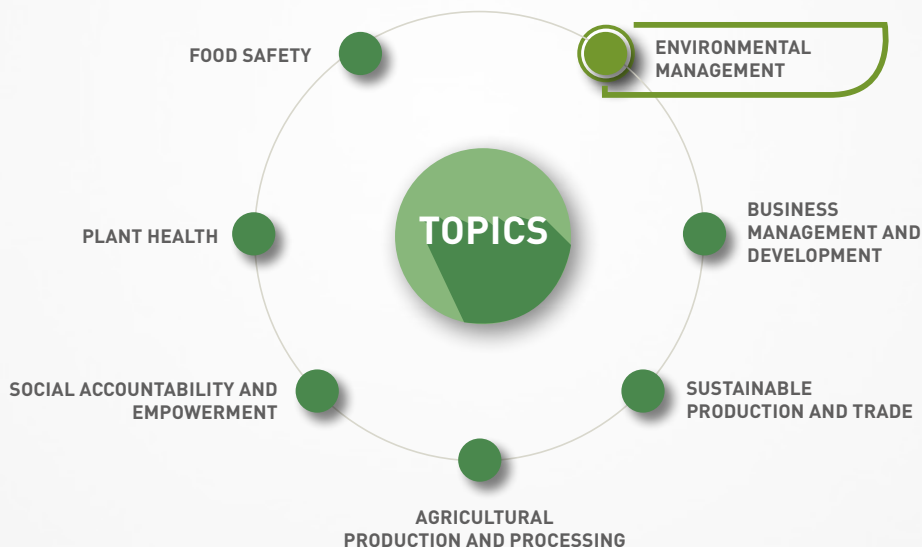 FOOD SAFETY
ENVIRONMENTAL
MANAGEMENT
TOPICS
PLANT HEALTH
BUSINESS
MANAGEMENT AND
DEVELOPMENT
SOCIAL ACCOUNTABILITY AND
EMPOWERMENT
SUSTAINABLE
PRODUCTION AND TRADE
AGRICULTURAL
PRODUCTION AND PROCESSING